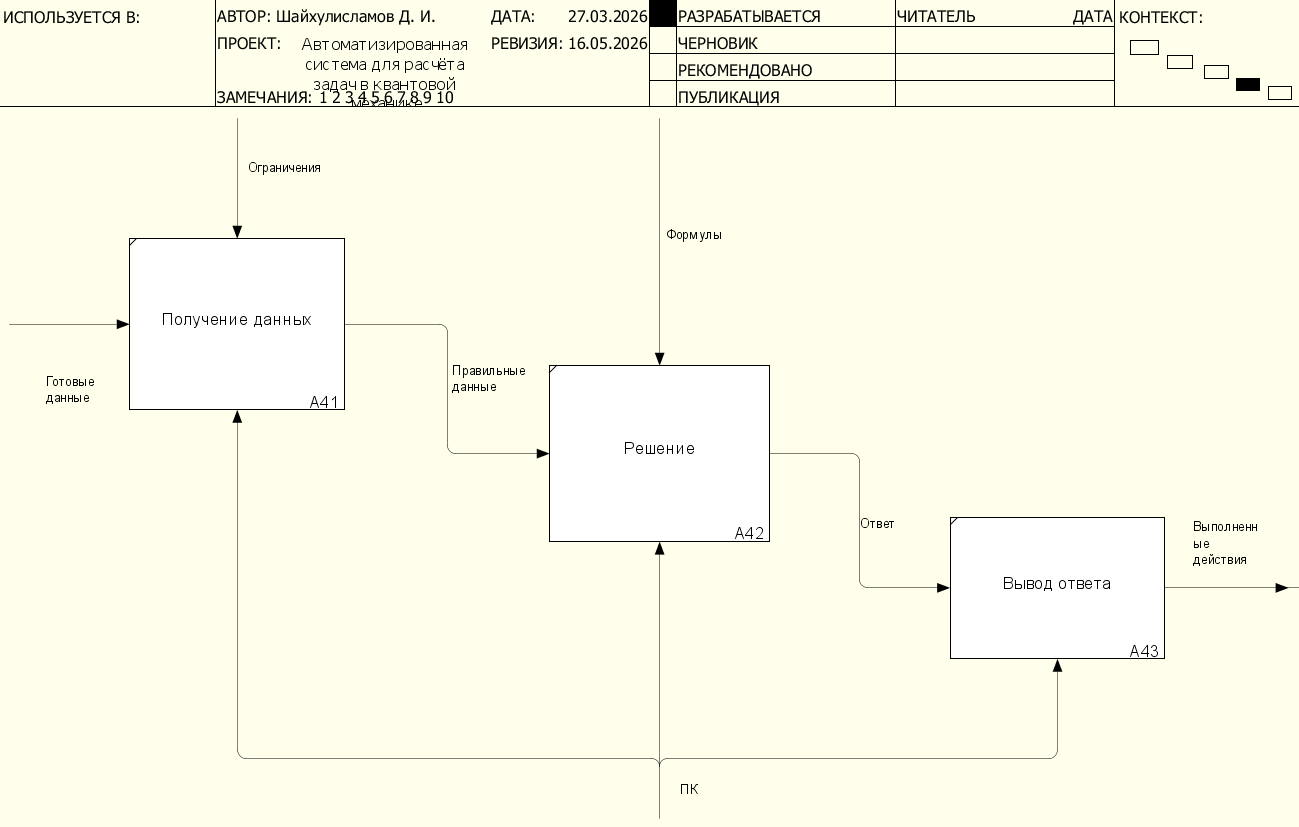 ИСПОЛЬЗУЕТСЯ В:
АВТОР: Шайхулисламов Д. И.
ДАТА: 27.03.2026
ПРОЕКТ: Автоматизированная
система для расчёта
задач в квантовой
механике
РЕВИЗИЯ: 16.05.2026
ЗАМЕЧАНИЯ: 1 2 3 4 5 6 7 8 9 10
РАЗРАБАТЫВАЕТСЯ
ЧЕРНОВИК
РЕКОМЕНДОВАНО
ПУБЛИКАЦИЯ
ЧИТАТЕЛЬ ДАТА
КОНТЕКСТ:
Ограничения
Формулы
Получение данных
A41
Готовые
данные
Правильные
данные
Решение
A42
Ответ
Выполненн
ые
действия
Вывод ответа
A43
ПК